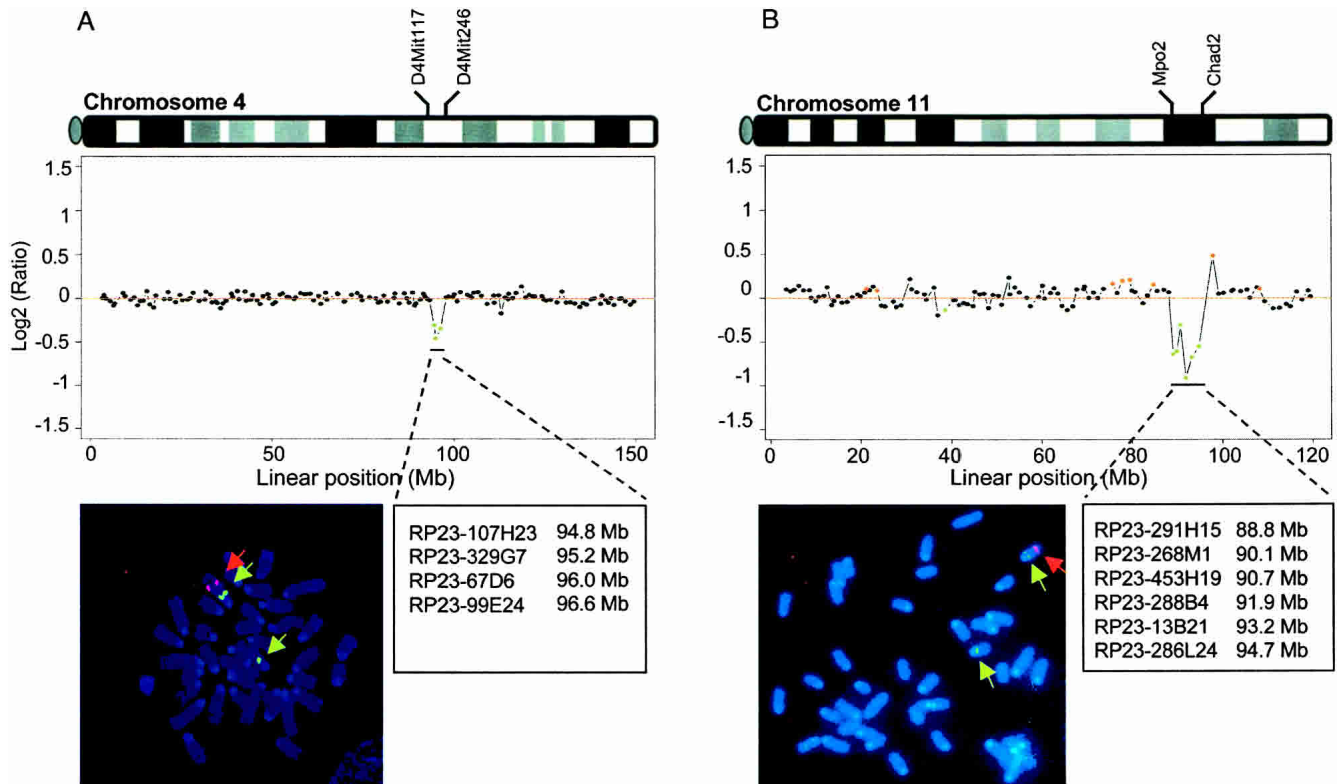 A
D4Mit117
D4Mit246
Chromosome 4
1.5
1
0.5
0
-0.5
-1
-1.5
Log2 (Ratio)
0 50 100 150
Linear position (Mb)
RP23-107H23 94.8 Mb
RP23-329G7 95.2 Mb
RP23-67D6 96.0 Mb
RP23-99E24 96.6 Mb
B
Mpo2
Chad2
Chromosome 11
1.5
1
0.5
0
-0.5
-1
-1.5
0 20 40 60 80 100 120
Linear position (Mb)
RP23-291H15 88.8 Mb
RP23-268M1 90.1 Mb
RP23-453H19 90.7 Mb
RP23-288B4 91.9 Mb
RP23-13B21 93.2 Mb
RP23-286L24 94.7 Mb